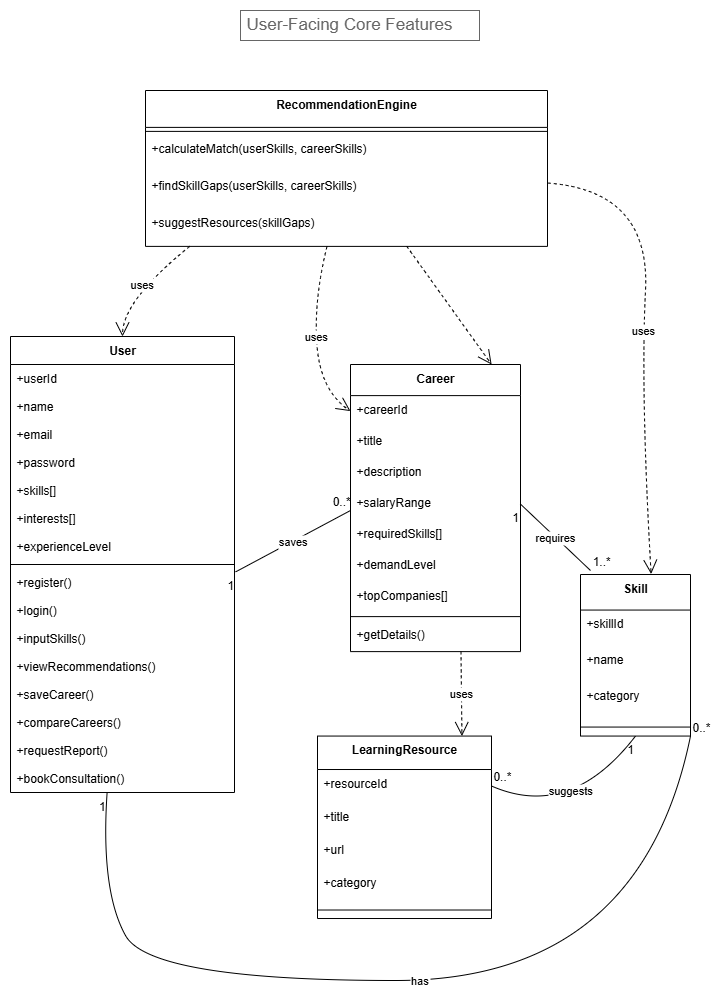 User-Facing Core Features
RecommendationEngine
+calculateMatch(userSkills, careerSkills)
+findSkillGaps(userSkills, careerSkills)
+suggestResources(skillGaps)
uses
uses
uses
User
+userId
+name
+email
+password
+skills[]
+interests[]
+experienceLevel
+register()
+login()
+inputSkills()
+viewRecommendations()
+saveCareer()
+compareCareers()
+requestReport()
+bookConsultation()
1
saves
0..*
Career
+careerId
+title
+description
+salaryRange
+requiredSkills[]
+demandLevel
+topCompanies[]
+getDetails()
1
requires
1..*
Skill
+skillId
+name
+category
uses
LearningResource
+resourceId
+title
+url
+category
0..*
suggests
1
0..*
1
has